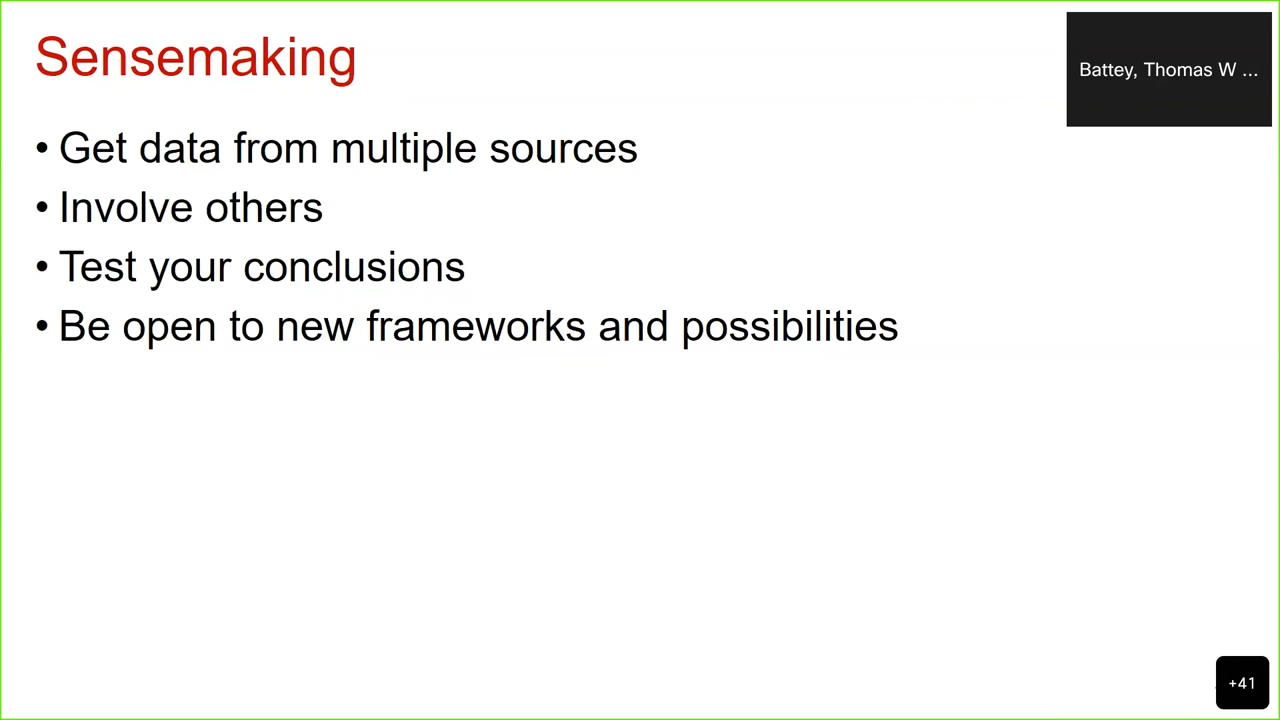 Sensemaking
Battey, Thomas W ...
• Get data from multiple sources
• Involve others
• Test your conclusions
• Be open to new frameworks and possibilities
+41